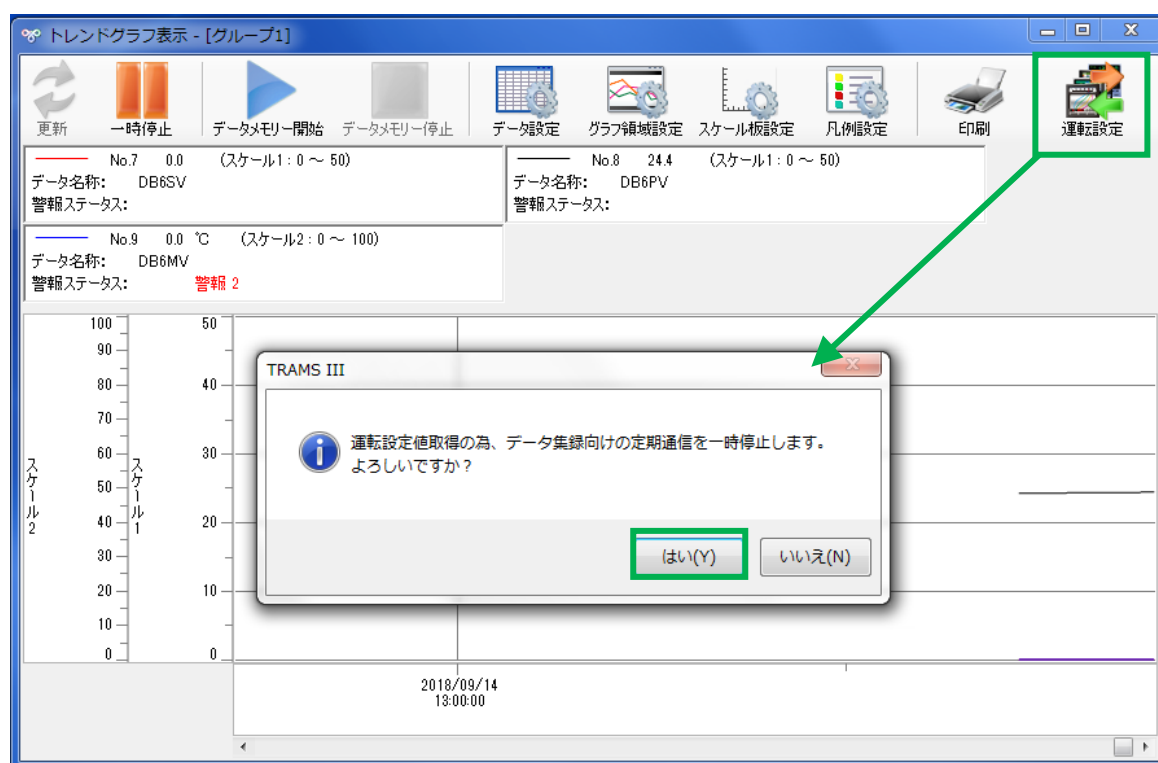 トレンドグラフ表示 - [グループ1]
更新 一時停止 データメモリー開始 データメモリー停止 データ設定 グラフ領域設定 スケール板設定 凡例設定 印刷 運転設定
No.7 0.0 (スケール1 : 0 ～ 50)
データ名称: DB6SV
警報ステータス:
No.8 24.4 (スケール1 : 0 ～ 50)
データ名称: DB6PV
警報ステータス:
No.9 0.0 ℃ (スケール2 : 0 ～ 100)
データ名称: DB6MV
警報ステータス: 警報 2
スケール2
100
90
80
70
60
50
40
30
20
10
0
スケール1
50
40
30
20
10
0
TRAMS III
運転設定値取得の為、データ集録向けの定期通信を一時停止します。
よろしいですか？
はい(Y) いいえ(N)
2018/09/14
13:00:00